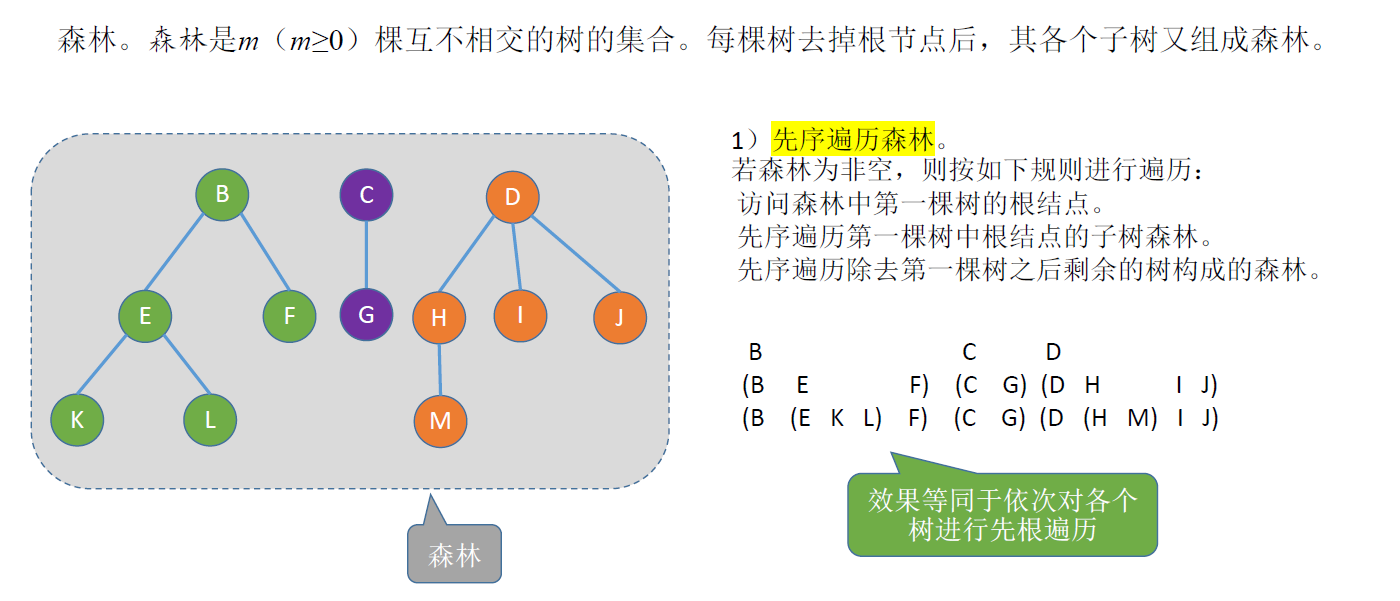 森林。森林是m（m≥0）棵互不相交的树的集合。每棵树去掉根节点后，其各个子树又组成森林。
B
C
D
E
F
G
H
I
J
K
L
M
森林
1）先序遍历森林。
若森林为非空，则按如下规则进行遍历：
访问森林中第一棵树的根结点。
先序遍历第一棵树中根结点的子树森林。
先序遍历除去第一棵树之后剩余的树构成的森林。
B C D
(B E F) (C G) (D H I J)
(B (E K L) F) (C G) (D (H M) I J)
效果等同于依次对各个
树进行先根遍历